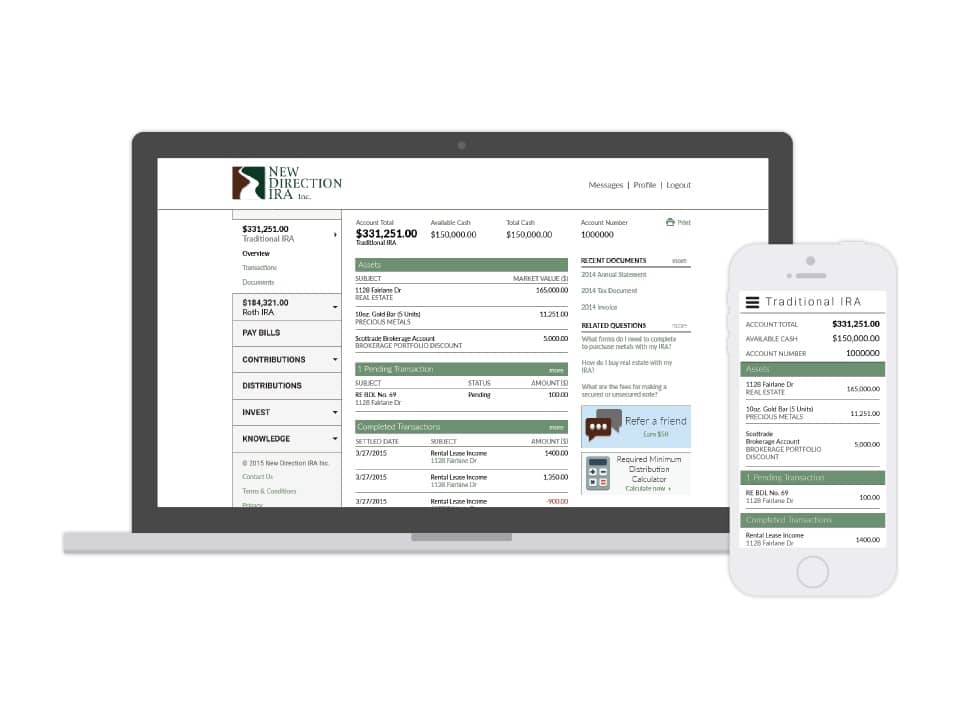 NEW
DIRECTION
IRA Inc.
Messages | Profile | Logout
$331,251.00
Traditional IRA
Overview
Transactions
Documents
$184,321.00
Roth IRA
PAY BILLS
CONTRIBUTIONS
DISTRIBUTIONS
INVEST
KNOWLEDGE
© 2015 New Direction IRA Inc.
Contact Us
Terms & Conditions
Privacy
Account Total Available Cash Total Cash Account Number Print
$331,251.00 $150,000.00 $150,000.00 1000000
Traditional IRA
Assets
SUBJECT MARKET VALUE ($)
1128 Fairlane Dr 165,000.00
REAL ESTATE
10oz. Gold Bar (5 Units) 11,251.00
PRECIOUS METALS
Scottrade Brokerage Account 5,000.00
BROKERAGE PORTFOLIO DISCOUNT
1 Pending Transaction more
SUBJECT STATUS AMOUNT ($)
RE BDL No. 69 Pending 100.00
1128 Fairlane Dr
Completed Transactions more
SETTLED DATE SUBJECT AMOUNT ($)
3/27/2015 Rental Lease Income 1400.00
1128 Fairlane Dr
3/27/2015 Rental Lease Income 1,350.00
1128 Fairlane Dr
3/27/2015 Rental Lease Income -900.00
RECENT DOCUMENTS more
2014 Annual Statement
2014 Tax Document
2014 Invoice
RELATED QUESTIONS more
What forms do I need to complete
to purchase metals with my IRA?
How do I buy real estate with my
IRA?
What are the fees for making a
secured or unsecured note?
Refer a friend
Earn $50
Required Minimum
Distribution
Calculator
Calculate now
Traditional IRA
ACCOUNT TOTAL $331,251.00
AVAILABLE CASH $150,000.00
ACCOUNT NUMBER 1000000
Assets
1128 Fairlane Dr 165,000.00
REAL ESTATE
10oz. Gold Bar (5 Units) 11,251.00
PRECIOUS METALS
Scottrade
Brokerage Account 5,000.00
BROKERAGE PORTFOLIO
DISCOUNT
1 Pending Transaction
RE BDL No. 69 100.00
1128 Fairlane Dr
Completed Transactions
Rental Lease Income 1400.00
1128 Fairlane Dr